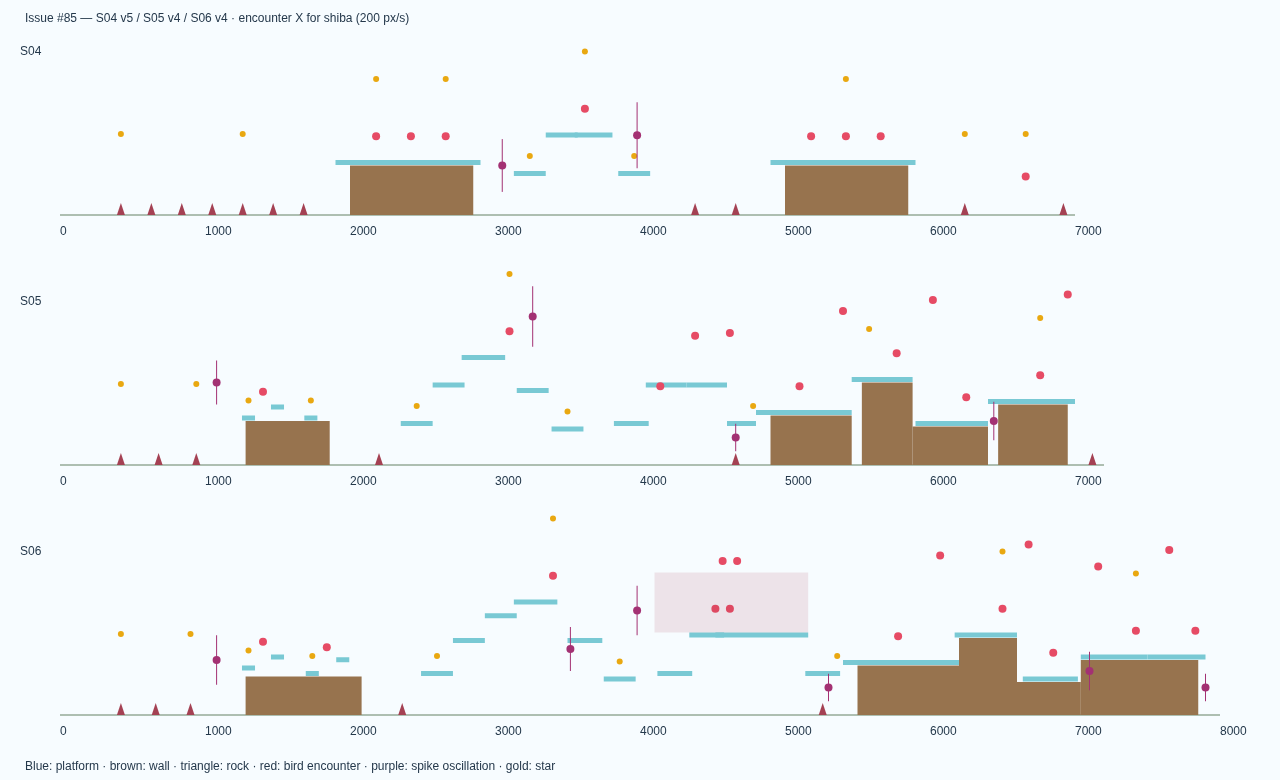 Issue #85 — S04 v5 / S05 v4 / S06 v4 · encounter X for shiba (200 px/s)
S04
0 1000 2000 3000 4000 5000 6000 7000
S05
0 1000 2000 3000 4000 5000 6000 7000
S06
0 1000 2000 3000 4000 5000 6000 7000 8000
Blue: platform · brown: wall · triangle: rock · red: bird encounter · purple: spike oscillation · gold: star